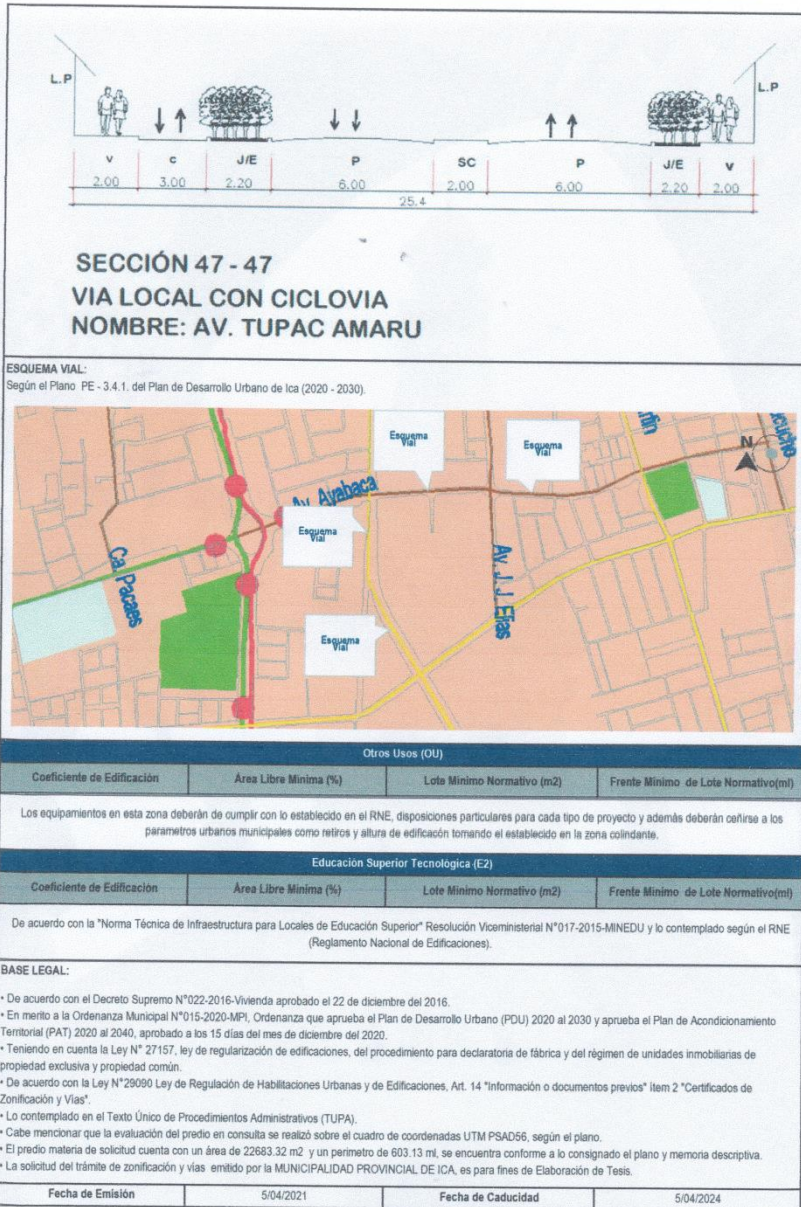 L.P
L.P
V C J/E P SC P J/E V
2.00 3.00 2.20 6.00 2.00 6.00 2.20 2.00
25.4
SECCIÓN 47 - 47
VIA LOCAL CON CICLOVIA
NOMBRE: AV. TUPAC AMARU
ESQUEMA VIAL:
Según el Plano PE - 3.4.1. del Plan de Desarrollo Urbano de Ica (2020 - 2030).
Esquema
Vial
Esquema
Vial
N
cucho
Av. Ayabaca
Esquema
Vial
Ca. Pacaes
Av. J. J. Elias
Esquema
Vial
Otros Usos (OU)
Coeficiente de Edificación Área Libre Minima (%) Lote Minimo Normativo (m2) Frente Minimo de Lote Normativo(ml)
Los equipamientos en esta zona deberán de cumplir con lo establecido en el RNE, disposiciones particulares para cada tipo de proyecto y además deberán ceñirse a los
parametros urbanos municipales como retiros y altura de edificación tomando el establecido en la zona colindante.
Educación Superior Tecnológica (E2)
Coeficiente de Edificación Área Libre Minima (%) Lote Minimo Normativo (m2) Frente Minimo de Lote Normativo(ml)
De acuerdo con la "Norma Técnica de Infraestructura para Locales de Educación Superior" Resolución Viceministerial N°017-2015-MINEDU y lo contemplado según el RNE
(Reglamento Nacional de Edificaciones).
BASE LEGAL:
• De acuerdo con el Decreto Supremo N°022-2016-Vivienda aprobado el 22 de diciembre del 2016.
• En merito a la Ordenanza Municipal N°015-2020-MPI, Ordenanza que aprueba el Plan de Desarrollo Urbano (PDU) 2020 al 2030 y aprueba el Plan de Acondicionamiento
Territorial (PAT) 2020 al 2040, aprobado a los 15 días del mes de diciembre del 2020.
• Teniendo en cuenta la Ley N° 27157, ley de regularización de edificaciones, del procedimiento para declaratoria de fábrica y del régimen de unidades inmobiliarias de
propiedad exclusiva y propiedad común.
• De acuerdo con la Ley N°29090 Ley de Regulación de Habilitaciones Urbanas y de Edificaciones, Art. 14 "Información o documentos previos" ítem 2 "Certificados de
Zonificación y Vías".
• Lo contemplado en el Texto Único de Procedimientos Administrativos (TUPA).
• Cabe mencionar que la evaluación del predio en consulta se realizó sobre el cuadro de coordenadas UTM PSAD56, según el plano.
• El predio materia de solicitud cuenta con un área de 22683.32 m2 y un perimetro de 603.13 ml, se encuentra conforme a lo consignado el plano y memoria descriptiva.
• La solicitud del trámite de zonificación y vías emitido por la MUNICIPALIDAD PROVINCIAL DE ICA, es para fines de Elaboración de Tesis.
Fecha de Emisión 5/04/2021 Fecha de Caducidad 5/04/2024